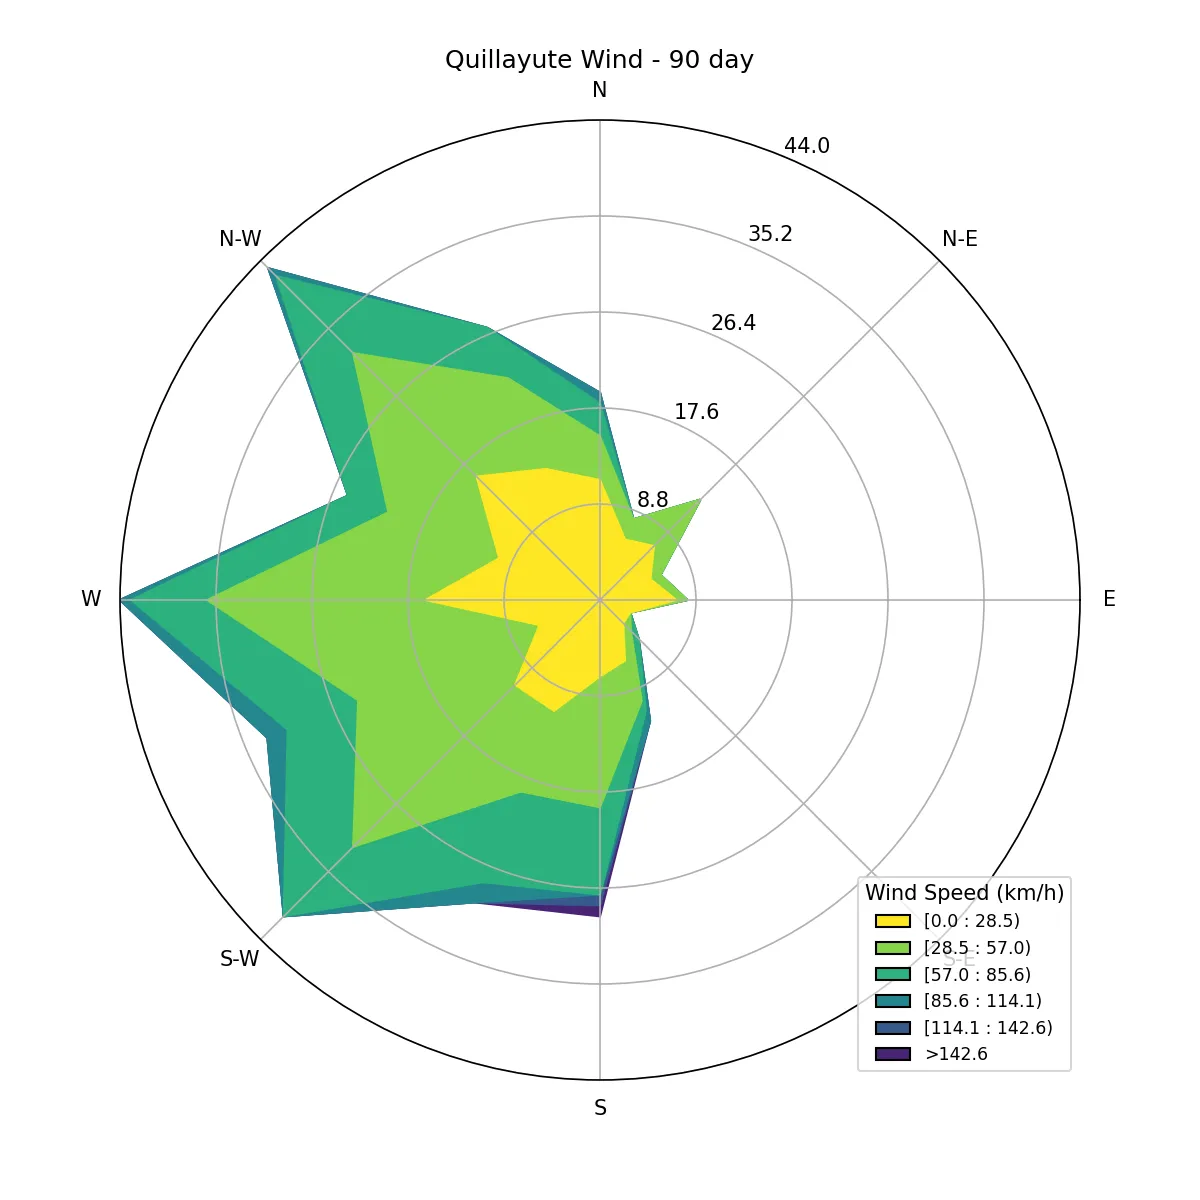 Quillayute Wind - 90 day
N
44.0
35.2
N-W
N-E
26.4
17.6
8.8
W
E
Wind Speed (km/h)
[0.0 : 28.5)
[28.5 : 57.0)
S-W
S-E
[57.0 : 85.6)
[85.6 : 114.1)
[114.1 : 142.6)
>142.6
S